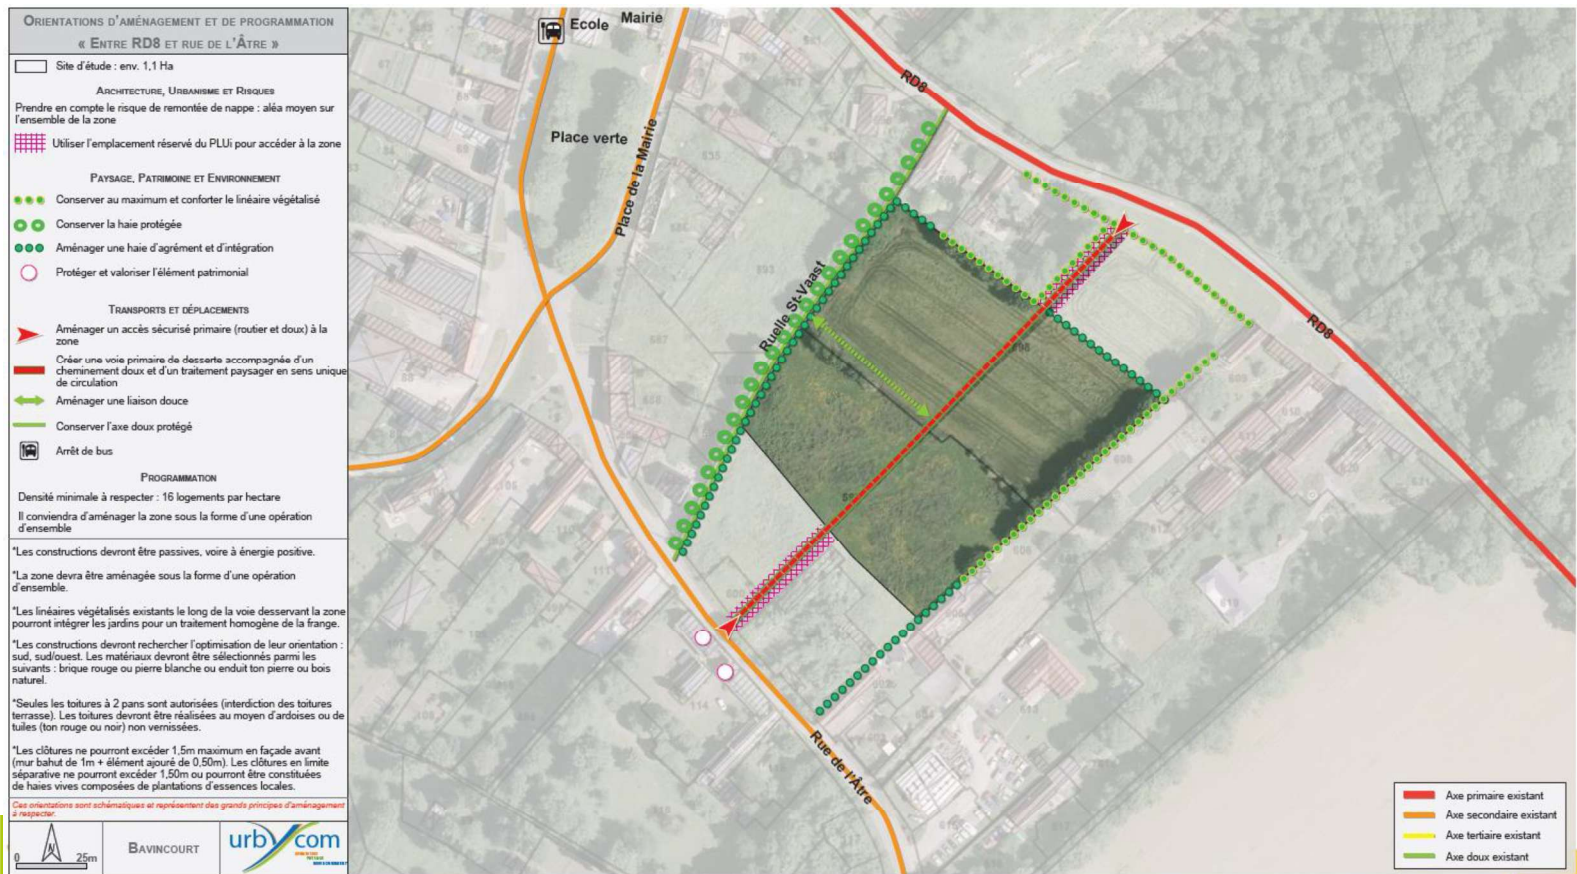 ORIENTATIONS D'AMÉNAGEMENT ET DE PROGRAMMATION
« ENTRE RD8 ET RUE DE L'ÂTRE »
Site d'étude : env. 1,1 Ha
ARCHITECTURE, URBANISME ET RISQUES
Prendre en compte le risque de remontée de nappe : aléa moyen sur
l'ensemble de la zone
Utiliser l'emplacement réservé du PLUi pour accéder à la zone
PAYSAGE, PATRIMOINE ET ENVIRONNEMENT
Conserver au maximum et conforter le linéaire végétalisé
Conserver la haie protégée
Aménager une haie d'agrément et d'intégration
Protéger et valoriser l'élément patrimonial
TRANSPORTS ET DÉPLACEMENTS
Aménager un accès sécurisé primaire (routier et doux) à la
zone
Créer une voie primaire de desserte accompagnée d'un
cheminement doux et d'un traitement paysager en sens unique
de circulation
Aménager une liaison douce
Conserver l'axe doux protégé
Arrêt de bus
PROGRAMMATION
Densité minimale à respecter : 16 logements par hectare
Il conviendra d'aménager la zone sous la forme d'une opération
d'ensemble
*Les constructions devront être passives, voire à énergie positive.
*La zone devra être aménagée sous la forme d'une opération
d'ensemble.
*Les linéaires végétalisés existants le long de la voie desservant la zone
pourront intégrer les jardins pour un traitement homogène de la frange.
*Les constructions devront rechercher l'optimisation de leur orientation :
sud, sud/ouest. Les matériaux devront être sélectionnés parmi les
suivants : brique rouge ou pierre blanche ou enduit ton pierre ou bois
naturel.
*Seules les toitures à 2 pans sont autorisées (interdiction des toitures
terrasse). Les toitures devront être réalisées au moyen d'ardoises ou de
tuiles (ton rouge ou noir) non vernissées.
*Les clôtures ne pourront excéder 1,5m maximum en façade avant
(mur bahut de 1m + élément ajouré de 0,50m). Les clôtures en limite
séparative ne pourront excéder 1,50m ou pourront être constituées
de haies vives composées de plantations d'essences locales.
Ces orientations sont schématiques et représentent des grands principes d'aménagement
à respecter.
0 N 25m
BAVINCOURT
urbycom
Ecole
Mairie
Place verte
Place de la Mairie
Ruelle St-Vaast
RD8
RD8
Rue de l'Âtre
Axe primaire existant
Axe secondaire existant
Axe tertiaire existant
Axe doux existant